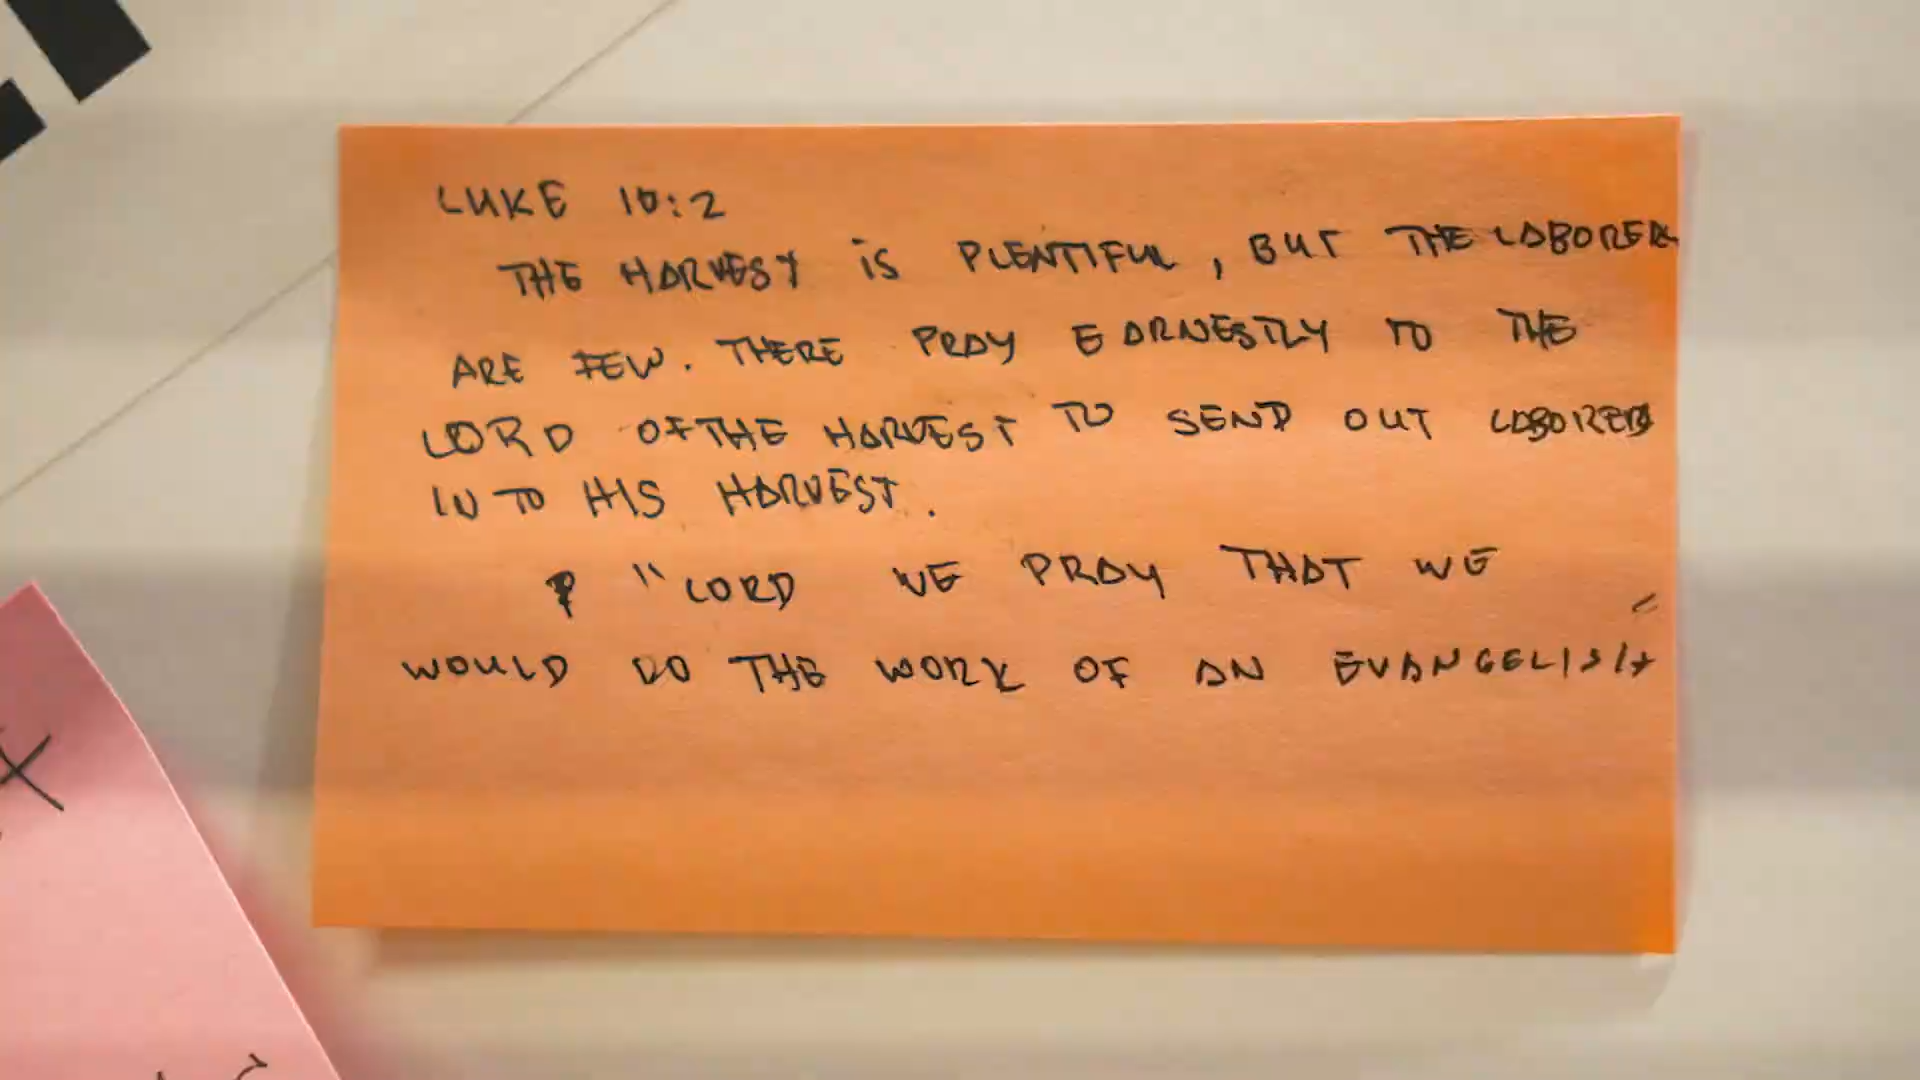 LUKE 10:2
THE HARVEST IS PLENTIFUL, BUT THE LABORER
ARE FEW. THERE PRAY EARNESTLY TO THE
LORD OF THE HARVEST TO SEND OUT LABORERS
INTO HIS HARVEST.
"LORD WE PRAY THAT WE
WOULD DO THE WORK OF AN EVANGELIST